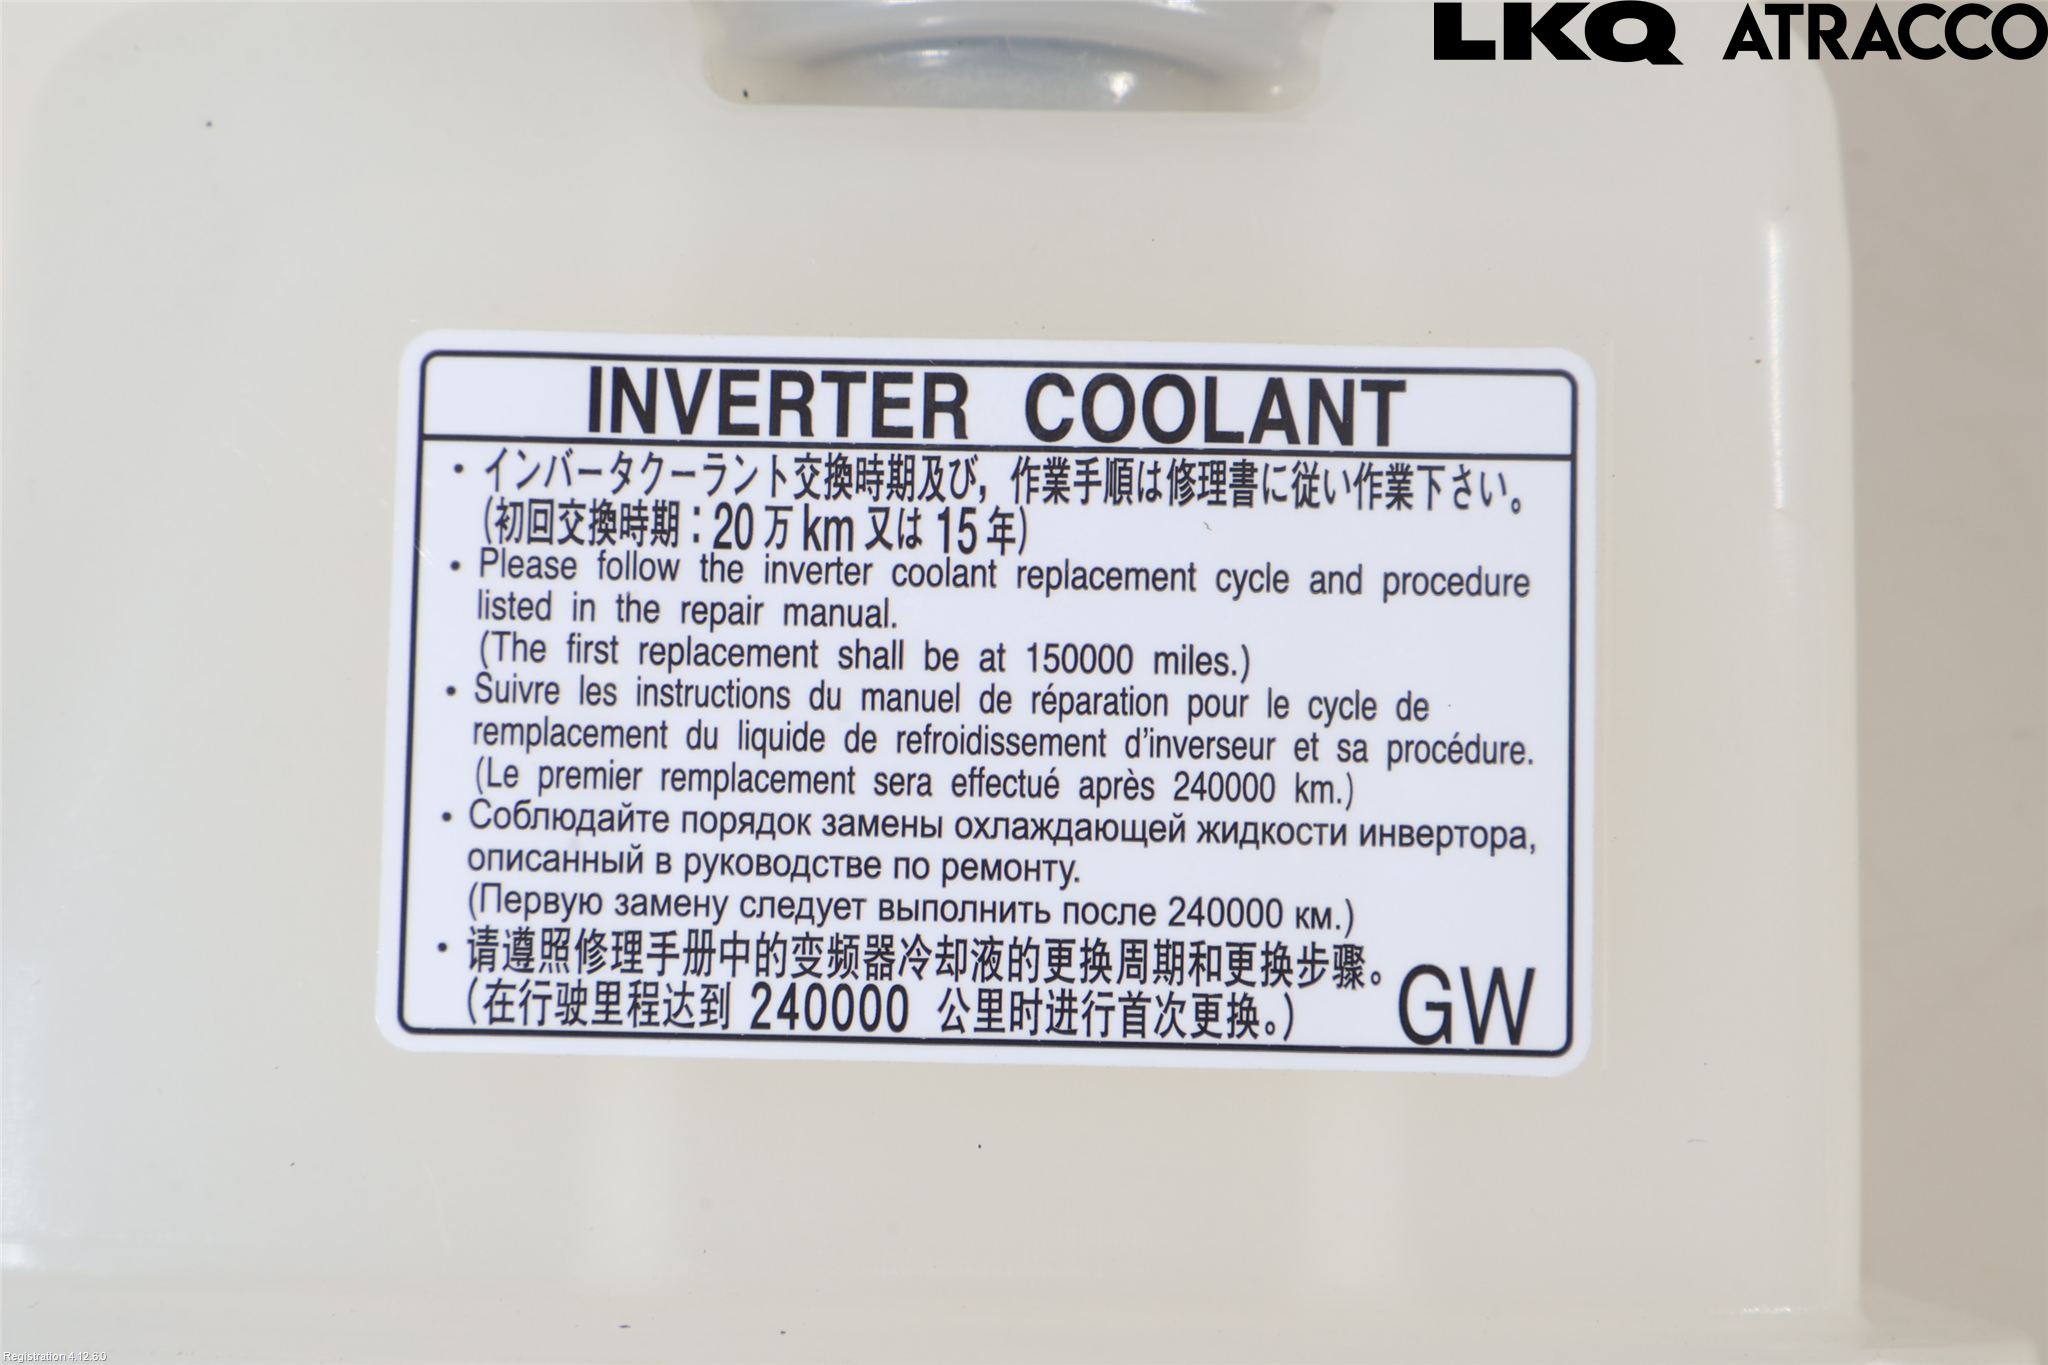 LKQ ATRACCO
INVERTER COOLANT
・インバータクーラント交換時期及び，作業手順は修理書に従い作業下さい。
(初回交換時期：20万km又は15年)
・Please follow the inverter coolant replacement cycle and procedure
listed in the repair manual.
(The first replacement shall be at 150000 miles.)
・Suivre les instructions du manuel de réparation pour le cycle de
remplacement du liquide de refroidissement d'inverseur et sa procédure.
(Le premier remplacement sera effectué après 240000 km.)
・Соблюдайте порядок замены охлаждающей жидкости инвертора,
описанный в руководстве по ремонту.
(Первую замену следует выполнить после 240000 км.)
・请遵照修理手册中的变频器冷却液的更换周期和更换步骤。
(在行驶里程达到 240000 公里时进行首次更换。)
GW
Registration 4.12.6.0